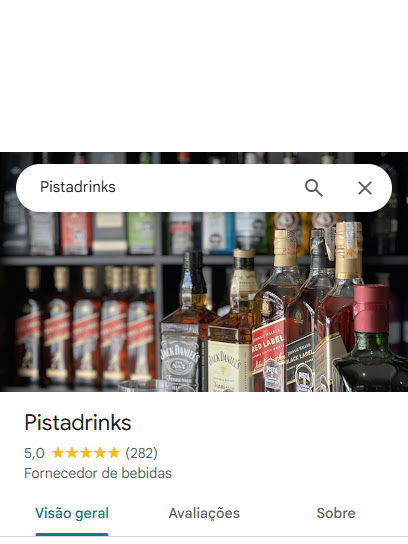 Pistadrinks
JACK DANIEL'S
JACK DANIEL'S
RED LABEL
BLACK LABEL
Pistadrinks
5,0 (282)
Fornecedor de bebidas
Visão geral Avaliações Sobre